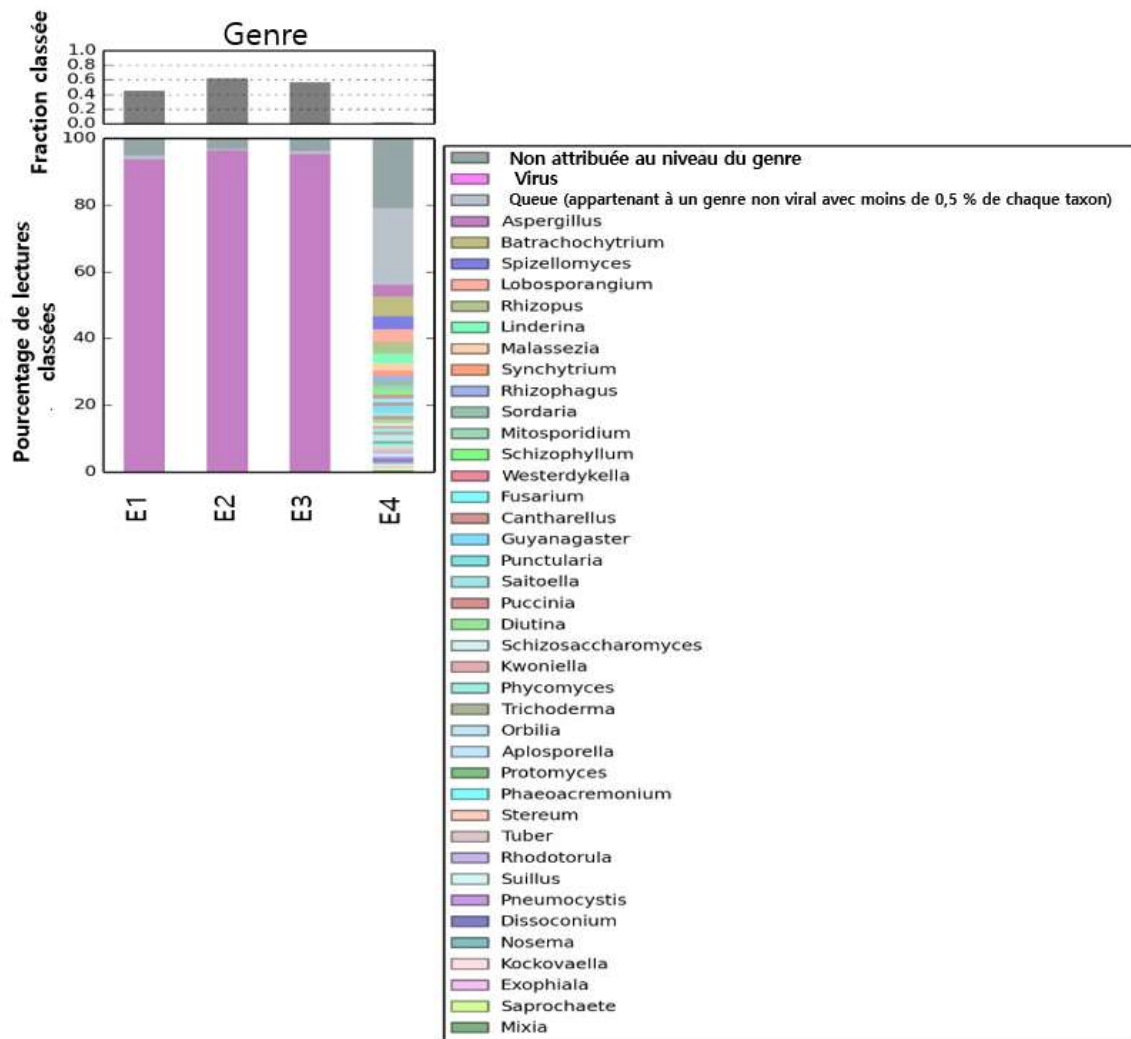 Genre
Fraction classée
1.0
0.8
0.6
0.4
0.2
0.0
Pourcentage de lectures
classées
100
80
60
40
20
0
E1
E2
E3
E4
Non attribuée au niveau du genre
Virus
Queue (appartenant à un genre non viral avec moins de 0,5 % de chaque taxon)
Aspergillus
Batrachochytrium
Spizellomyces
Lobosporangium
Rhizopus
Linderina
Malassezia
Synchytrium
Rhizophagus
Sordaria
Mitosporidium
Schizophyllum
Westerdykella
Fusarium
Cantharellus
Guyanagaster
Punctularia
Saitoella
Puccinia
Diutina
Schizosaccharomyces
Kwoniella
Phycomyces
Trichoderma
Orbilia
Aplosporella
Protomyces
Phaeoacremonium
Stereum
Tuber
Rhodotorula
Suillus
Pneumocystis
Dissoconium
Nosema
Kockovaella
Exophiala
Saprochaete
Mixia